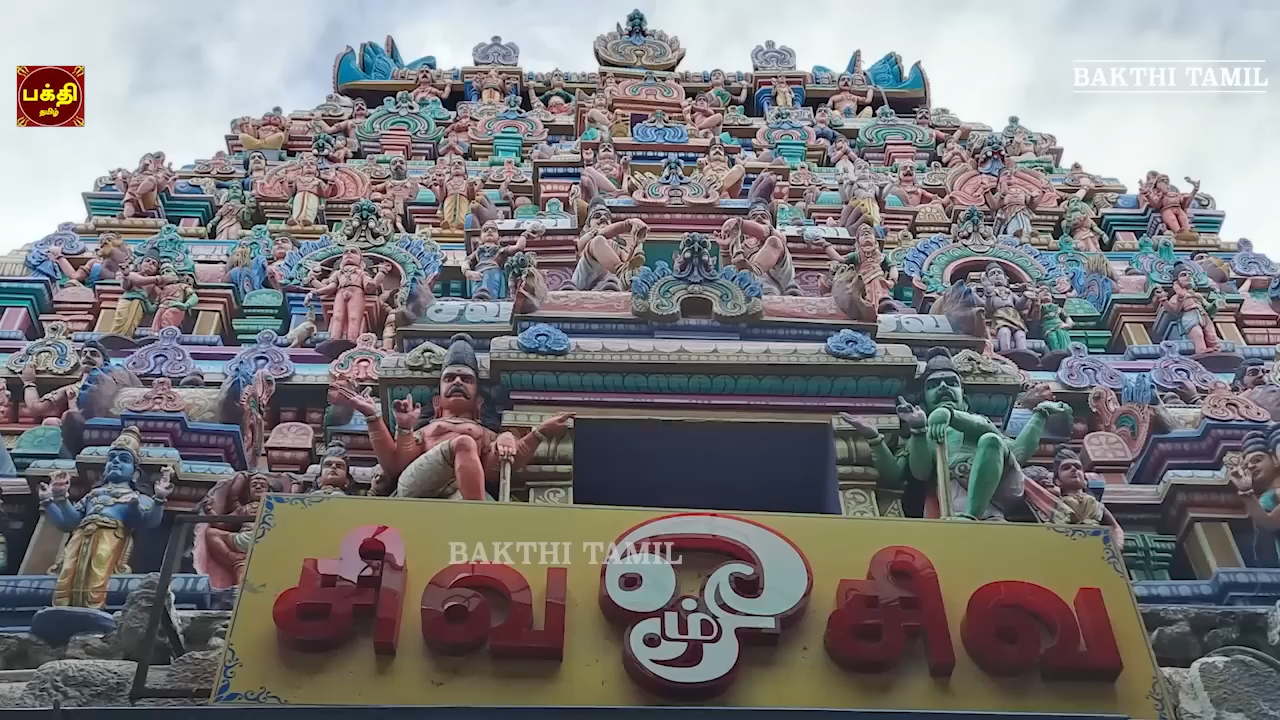 பக்தி
தமிழ்
BAKTHI TAMIL
சிவ சிவ
BAKTHI TAMIL
சிவ ஓம் சிவ